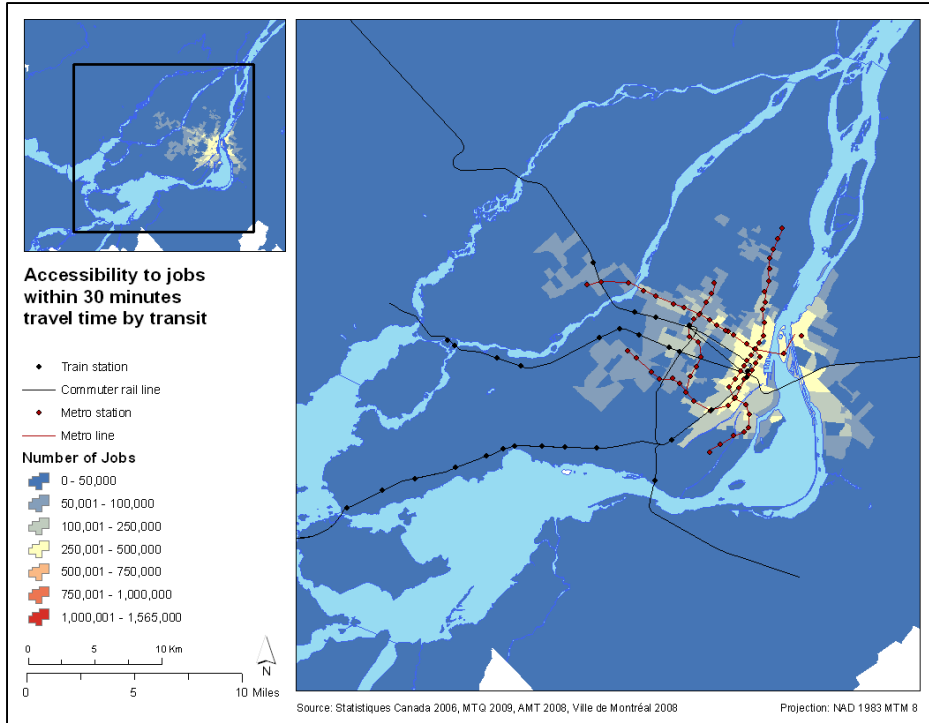 Accessibility to jobs
within 30 minutes
travel time by transit
Train station
Commuter rail line
Metro station
Metro line
Number of Jobs
0 - 50,000
50,001 - 100,000
100,001 - 250,000
250,001 - 500,000
500,001 - 750,000
750,001 - 1,000,000
1,000,001 - 1,565,000
0 5 10 Km
N
0 5 10 Miles
Source: Statistiques Canada 2006, MTQ 2009, AMT 2008, Ville de Montréal 2008
Projection: NAD 1983 MTM 8